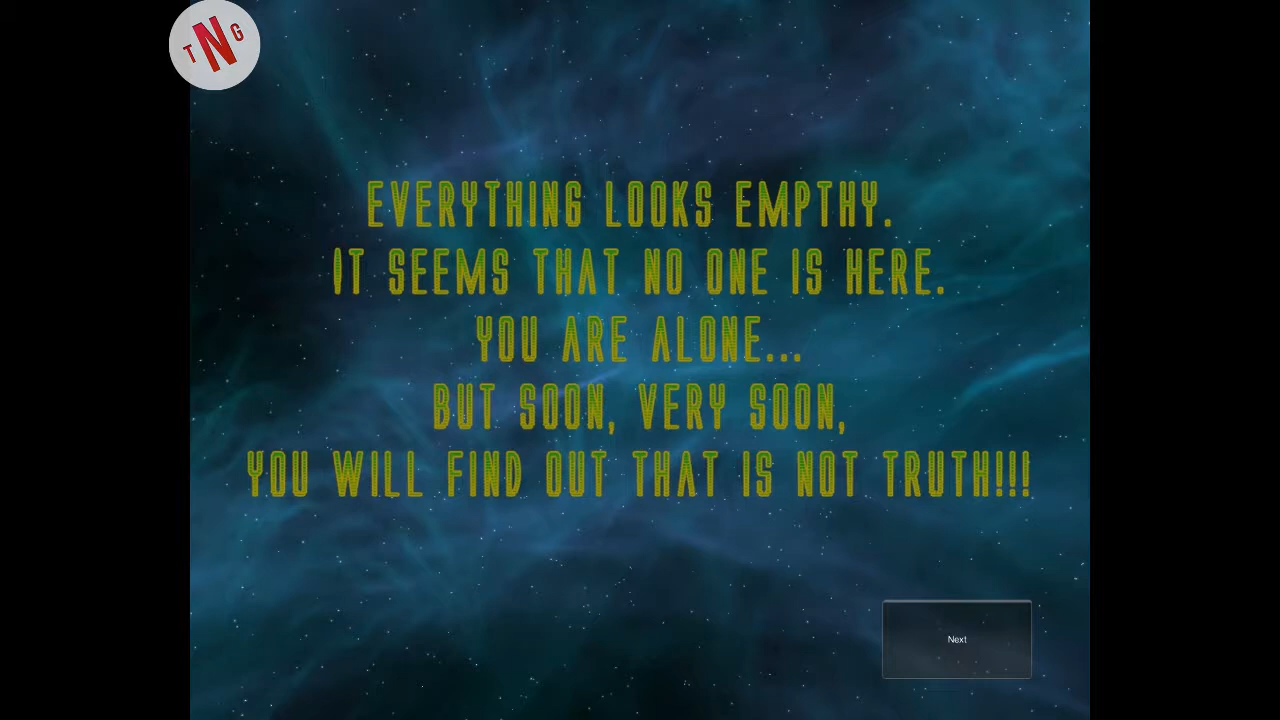 TNG
EVERYTHING LOOKS EMPTHY.
IT SEEMS THAT NO ONE IS HERE.
YOU ARE ALONE...
BUT SOON, VERY SOON,
YOU WILL FIND OUT THAT IS NOT TRUTH!!!
Next